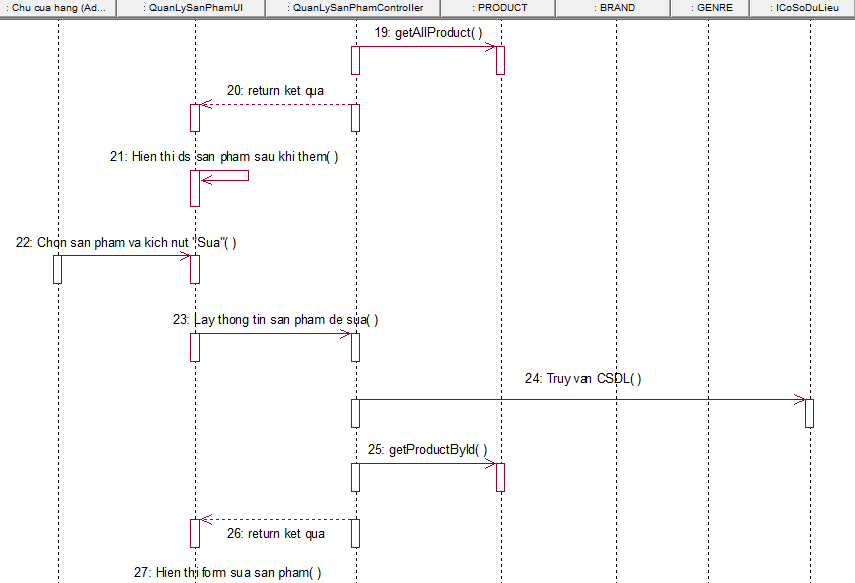 : Chu cua hang (Ad...
: QuanLySanPhamUI
: QuanLySanPhamController
: PRODUCT
: BRAND
: GENRE
: ICoSoDuLieu
19: getAllProduct( )
20: return ket qua
21: Hien thi ds san pham sau khi them( )
22: Chon san pham va kich nut "Sua"( )
23: Lay thong tin san pham de sua( )
24: Truy van CSDL( )
25: getProductById( )
26: return ket qua
27: Hien thi form sua san pham( )